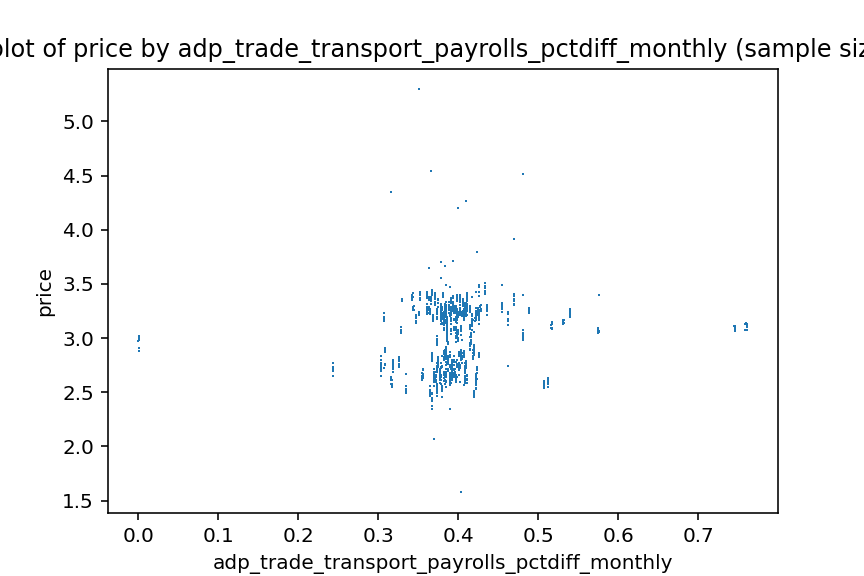 plot of price by adp_trade_transport_payrolls_pctdiff_monthly (sample siz
5.0
4.5
4.0
3.5
3.0
2.5
2.0
1.5
price
0.0 0.1 0.2 0.3 0.4 0.5 0.6 0.7
adp_trade_transport_payrolls_pctdiff_monthly